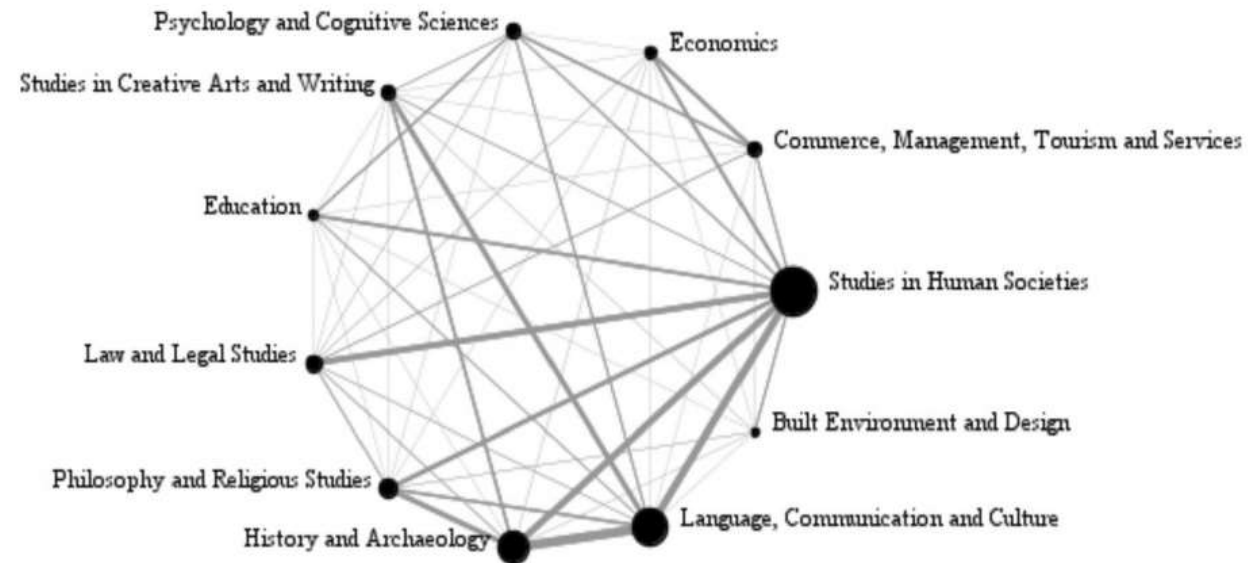 Psychology and Cognitive Sciences
Economics
Studies in Creative Arts and Writing
Commerce, Management, Tourism and Services
Education
Studies in Human Societies
Law and Legal Studies
Built Environment and Design
Philosophy and Religious Studies
Language, Communication and Culture
History and Archaeology